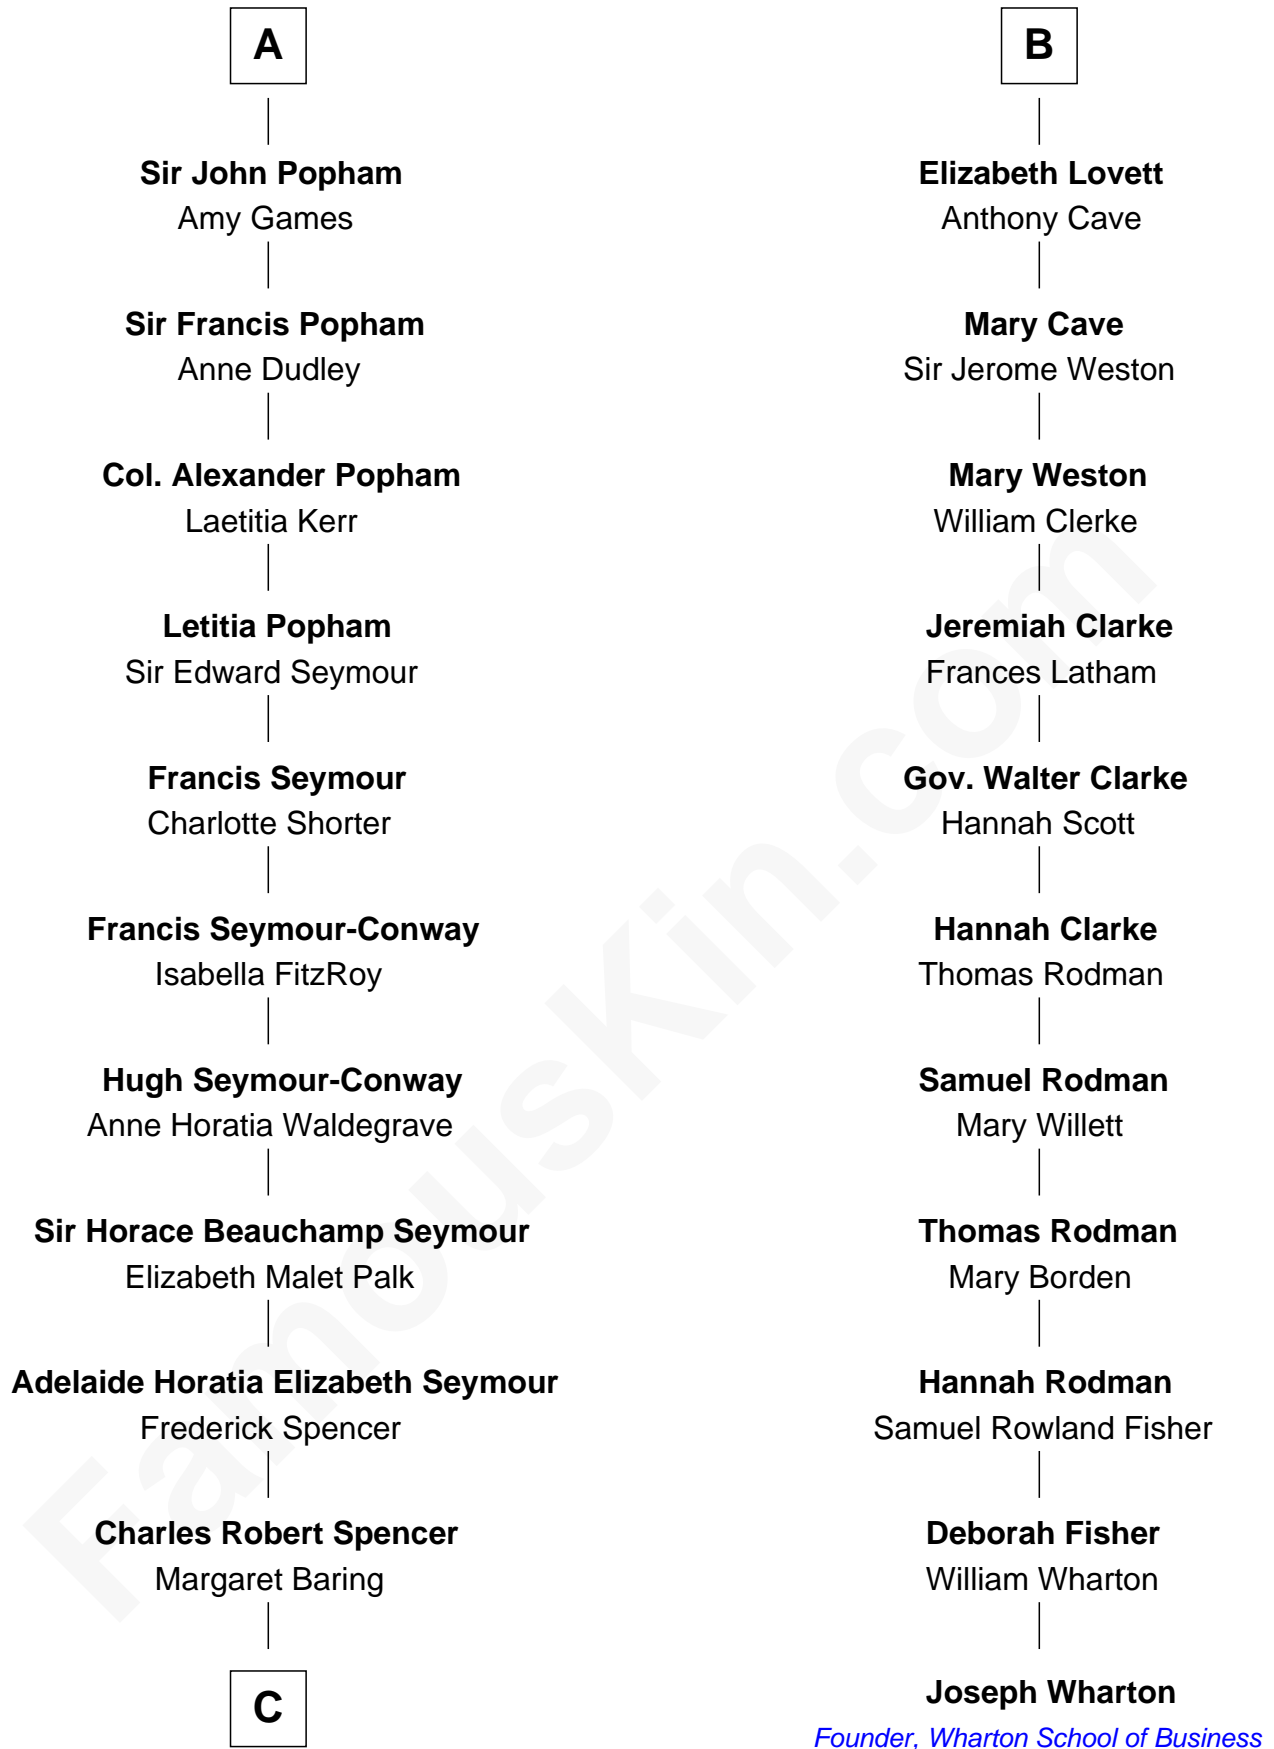 A
Sir John Popham
Amy Games
Sir Francis Popham
Anne Dudley
Col. Alexander Popham
Laetitia Kerr
Letitia Popham
Sir Edward Seymour
Francis Seymour
Charlotte Shorter
Francis Seymour-Conway
Isabella FitzRoy
Hugh Seymour-Conway
Anne Horatia Waldegrave
Sir Horace Beauchamp Seymour
Elizabeth Malet Palk
Adelaide Horatia Elizabeth Seymour
Frederick Spencer
Charles Robert Spencer
Margaret Baring
C
B
Elizabeth Lovett
Anthony Cave
Mary Cave
Sir Jerome Weston
Mary Weston
William Clerke
Jeremiah Clarke
Frances Latham
Gov. Walter Clarke
Hannah Scott
Hannah Clarke
Thomas Rodman
Samuel Rodman
Mary Willett
Thomas Rodman
Mary Borden
Hannah Rodman
Samuel Rowland Fisher
Deborah Fisher
William Wharton
Joseph Wharton
Founder, Wharton School of Business
FamousKin.com